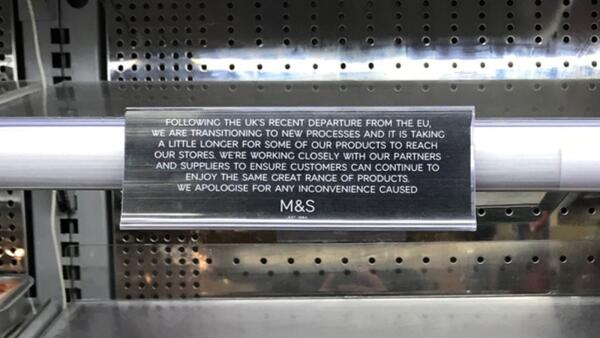 FOLLOWING THE UK'S RECENT DEPARTURE FROM THE EU,
WE ARE TRANSITIONING TO NEW PROCESSES AND IT IS TAKING
A LITTLE LONGER FOR SOME OF OUR PRODUCTS TO REACH
OUR STORES. WE'RE WORKING CLOSELY WITH OUR PARTNERS
AND SUPPLIERS TO ENSURE CUSTOMERS CAN CONTINUE TO
ENJOY THE SAME GREAT RANGE OF PRODUCTS.
WE APOLOGISE FOR ANY INCONVENIENCE CAUSED
M&S
EST. 1884